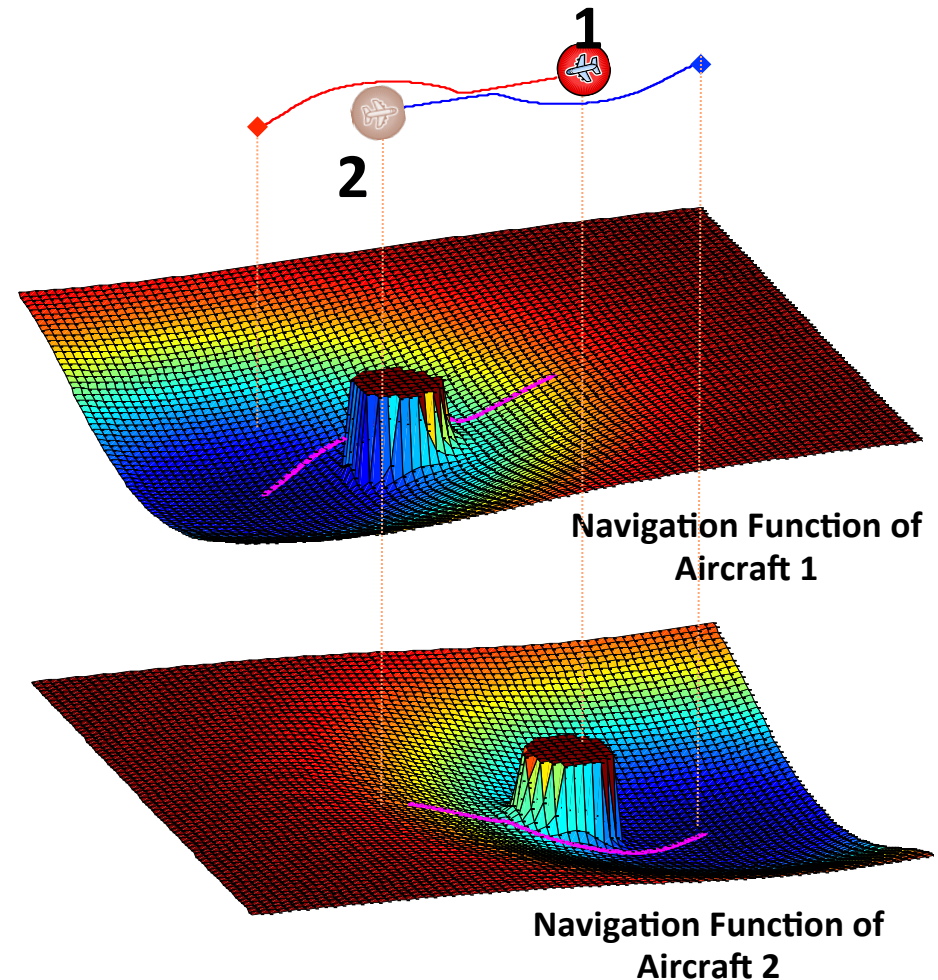 1
2
Navigation Function of
Aircraft 1
Navigation Function of
Aircraft 2